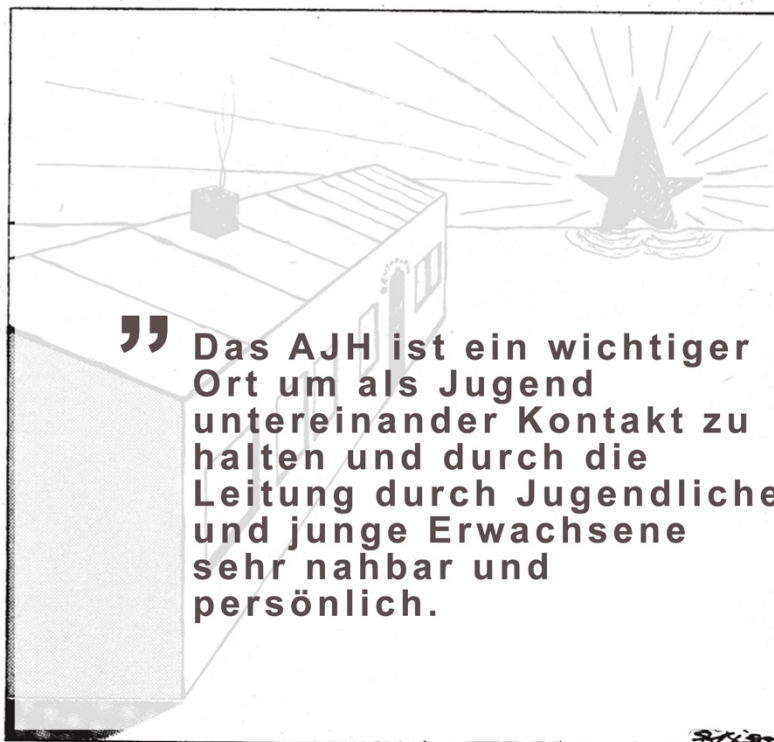 ” Das AJH ist ein wichtiger
Ort um als Jugend
untereinander Kontakt zu
halten und durch die
Leitung durch Jugendliche
und junge Erwachsene
sehr nahbar und
persönlich.